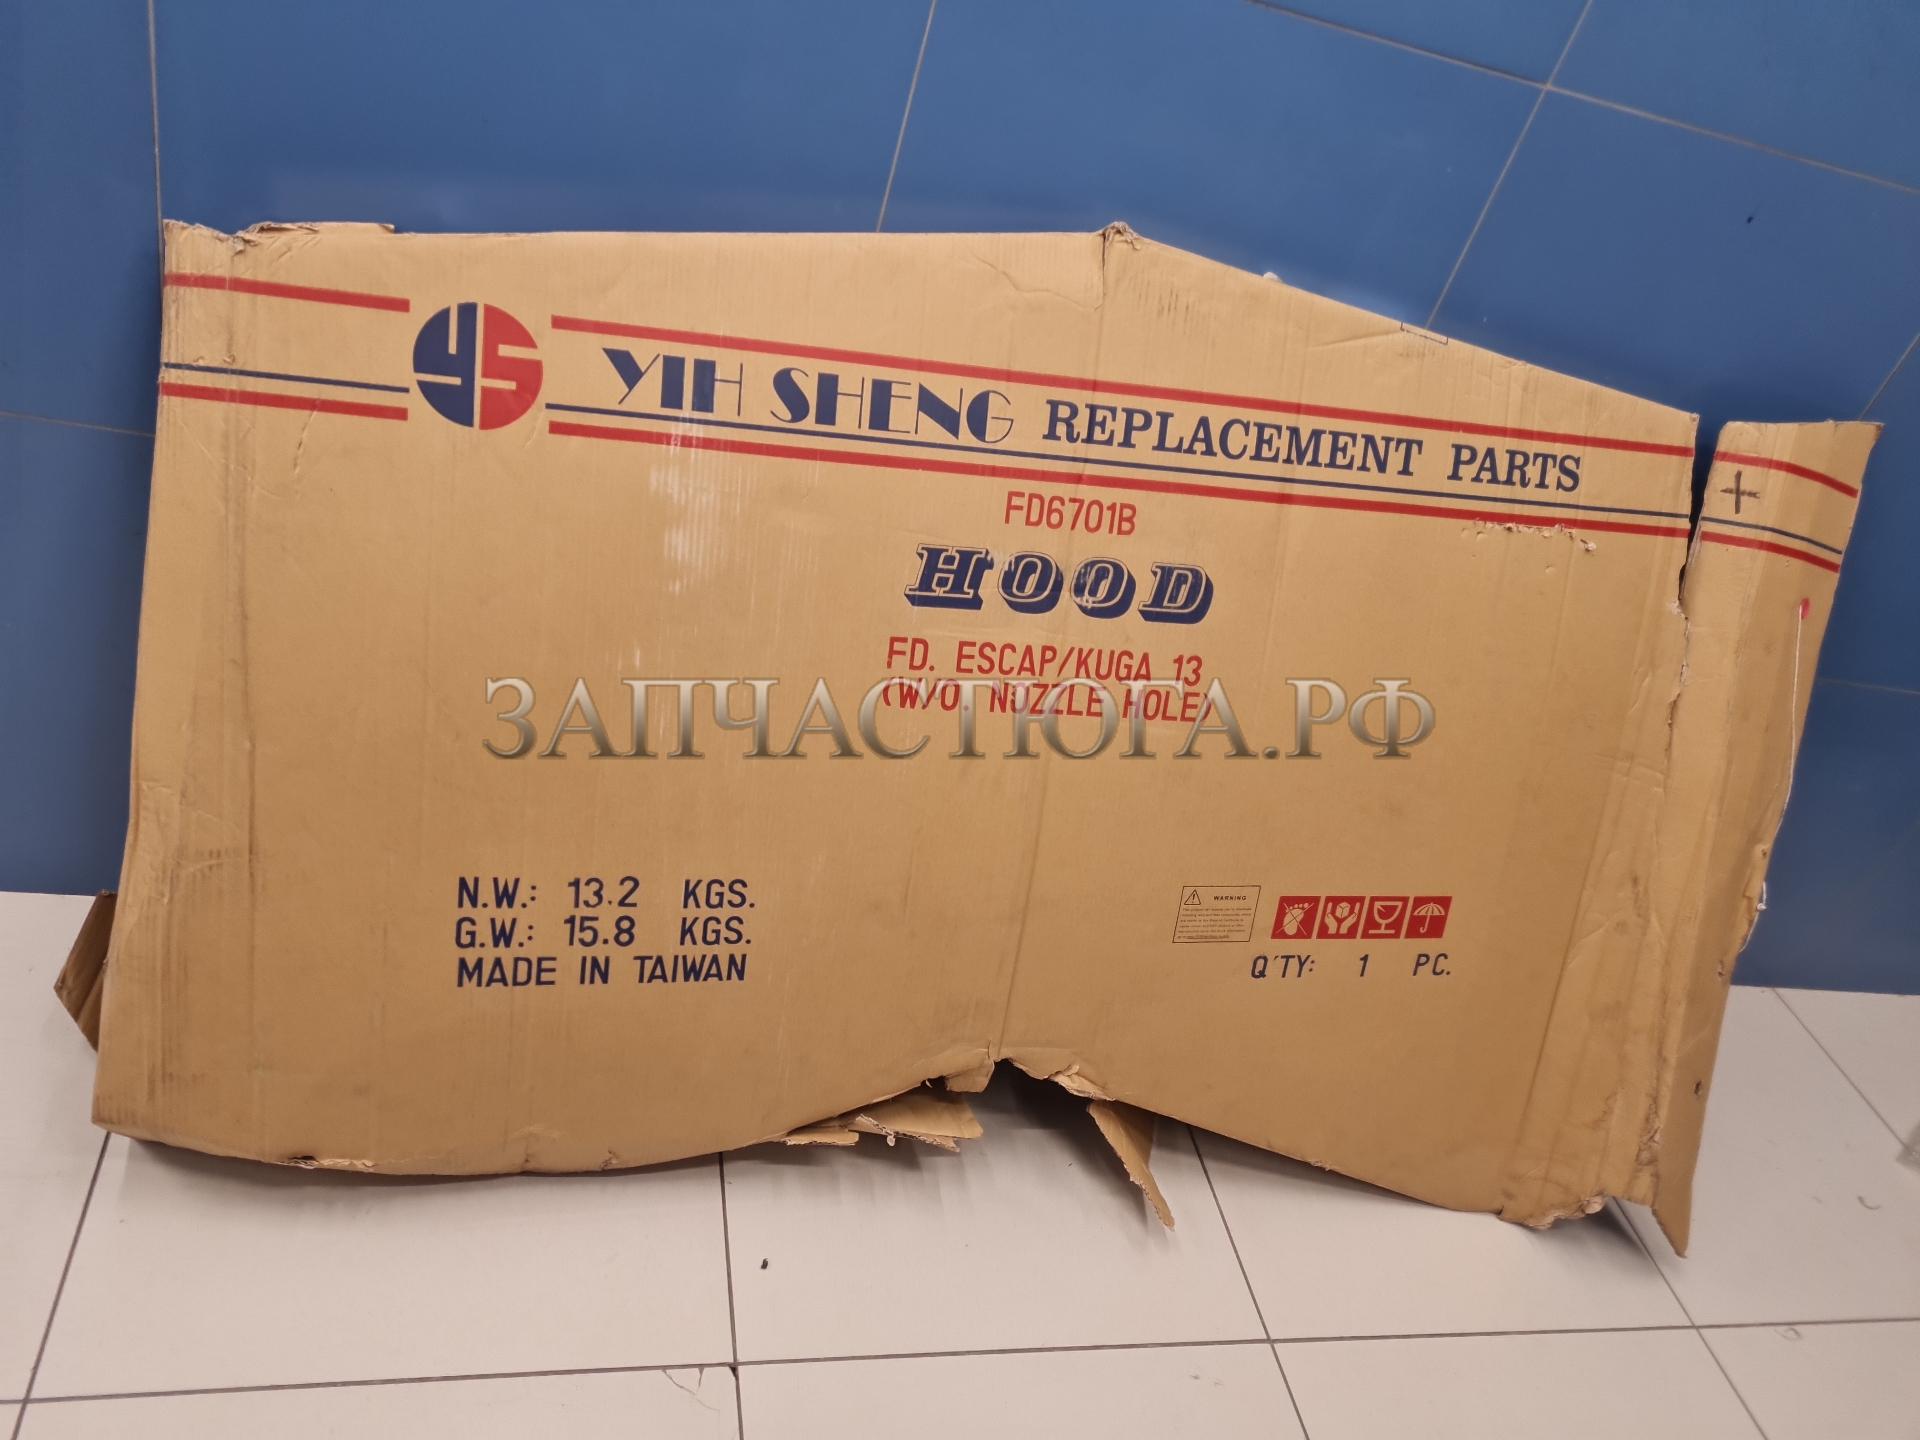 YS YIH SHENG REPLACEMENT PARTS
FD6701B
HOOD
FD. ESCAP/KUGA 13
(W/O. NOZZLE HOLE)
ЗАПЧАСТЮГА.РФ
N.W.: 13.2 KGS.
G.W.: 15.8 KGS.
MADE IN TAIWAN
WARNING
Q'TY: 1 PC.